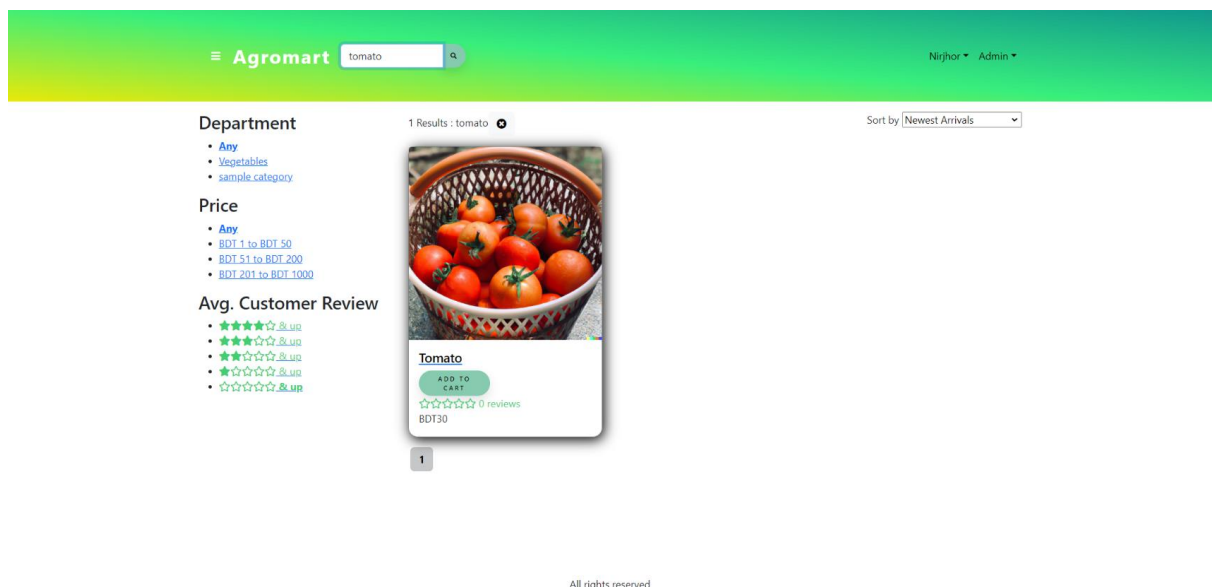 Agromart
tomato
Nirjhor
Admin
Department
Any
Vegetables
sample category
Price
Any
BDT 1 to BDT 50
BDT 51 to BDT 200
BDT 201 to BDT 1000
Avg. Customer Review
& up
& up
& up
& up
& up
1 Results : tomato
Sort by Newest Arrivals
Tomato
ADD TO
CART
0 reviews
BDT30
1
All rights reserved